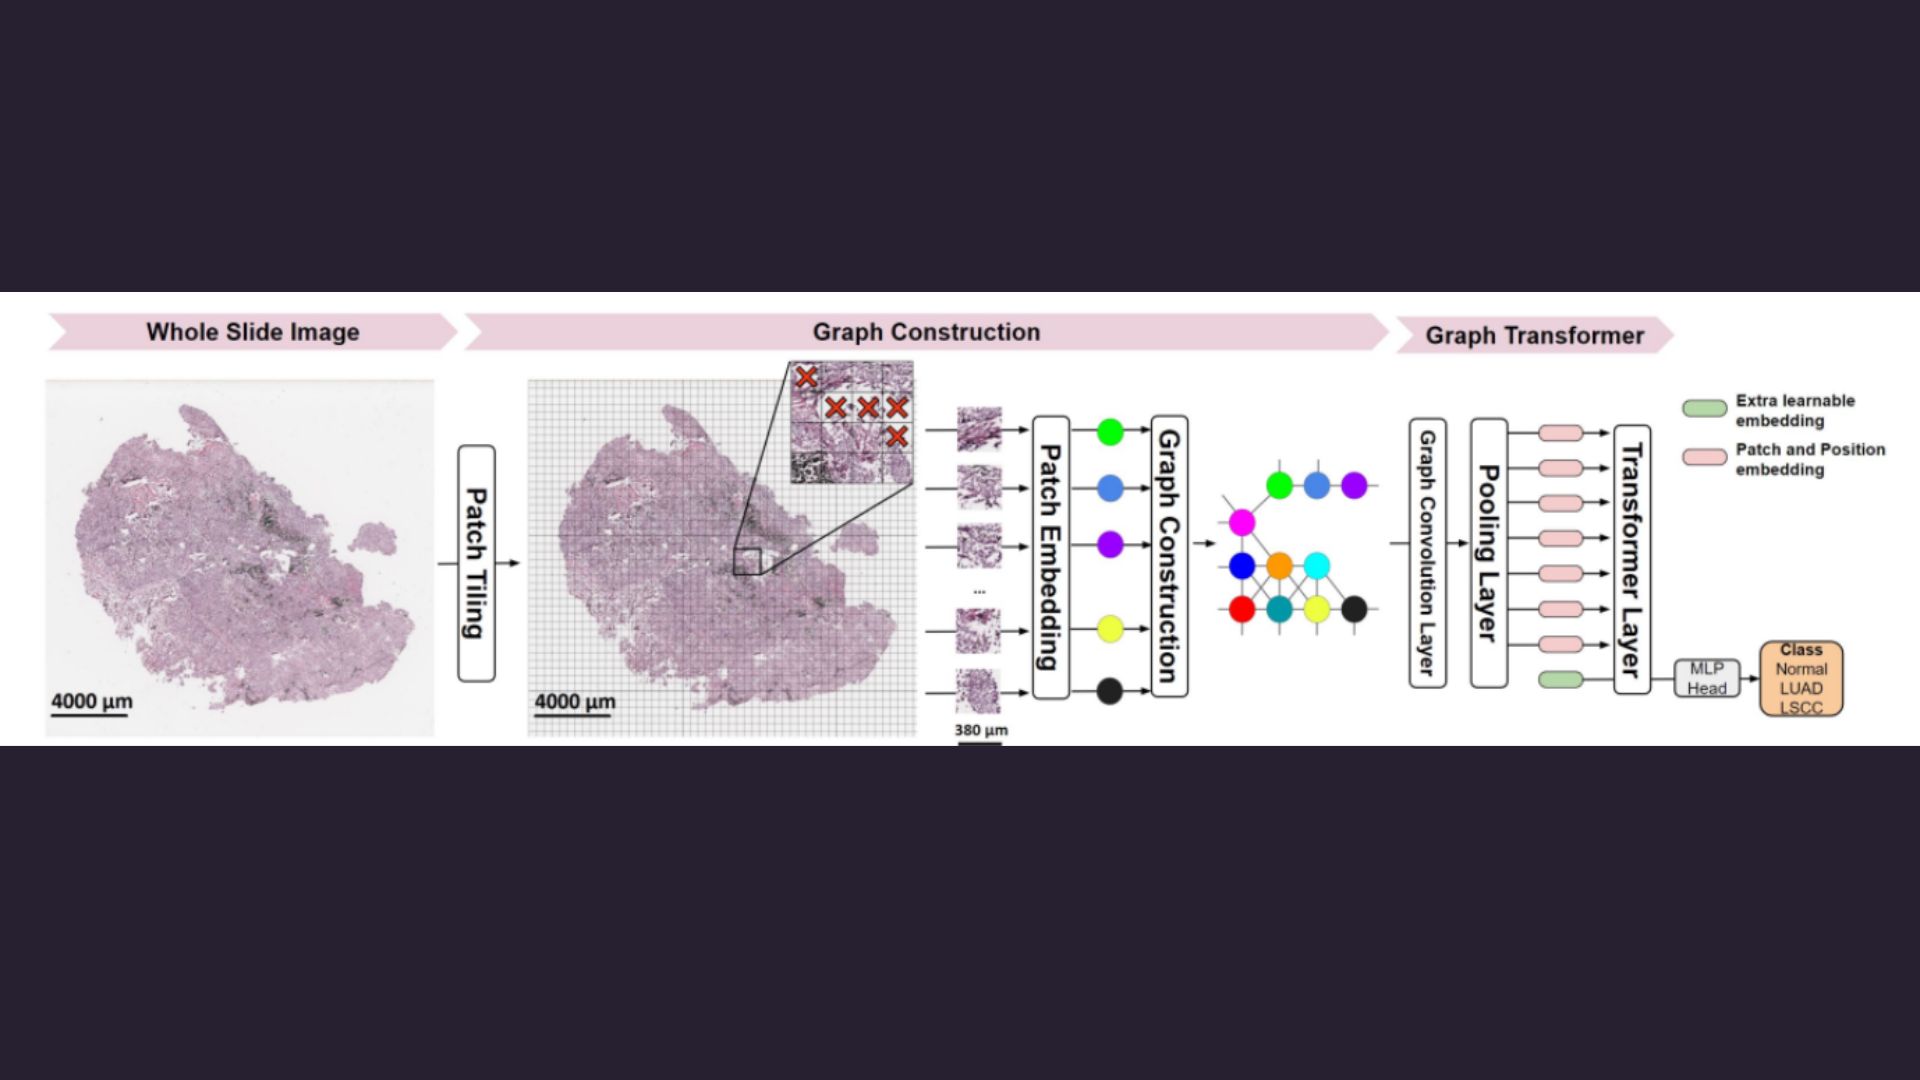 Whole Slide Image
Graph Construction
Graph Transformer
4000 µm
Patch Tiling
4000 µm
...
380 µm
Patch Embedding
Graph Construction
Graph Convolution Layer
Pooling Layer
Transformer Layer
Extra learnable
embedding
Patch and Position
embedding
MLP
Head
Class
Normal
LUAD
LSCC